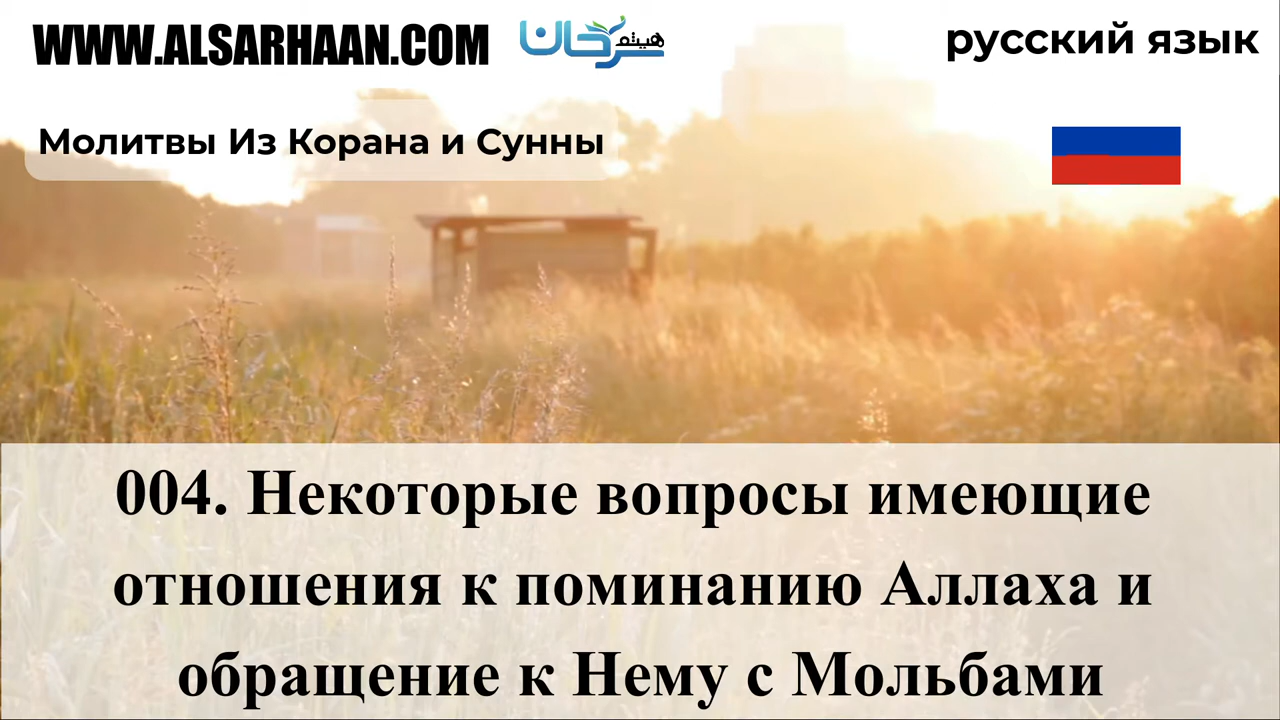 WWW.ALSARHAAN.COM
هيثم سرحان
русский язык
Молитвы Из Корана и Сунны
004. Некоторые вопросы имеющие
отношения к поминанию Аллаха и
обращение к Нему с Мольбами